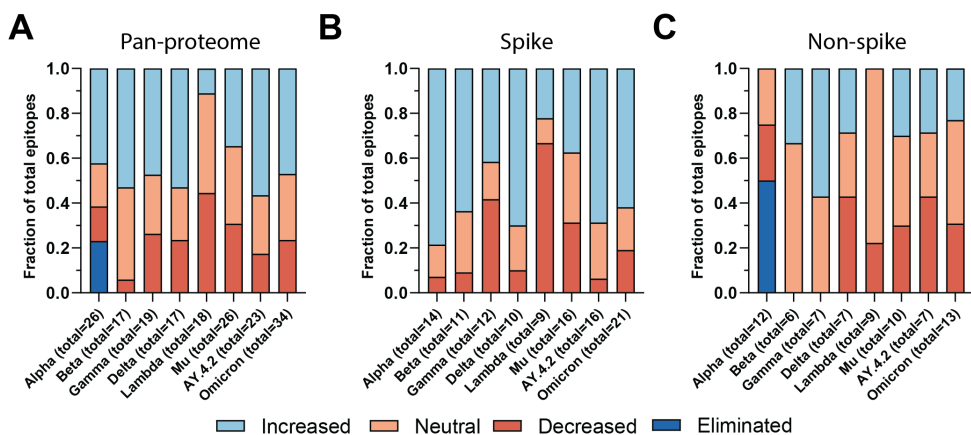 A
Pan-proteome
Fraction of total epitopes
1.0
0.8
0.6
0.4
0.2
0.0
Alpha (total=26)
Beta (total=17)
Gamma (total=19)
Delta (total=17)
Lambda (total=18)
Mu (total=26)
AY.4.2 (total=23)
Omicron (total=34)
B
Spike
Fraction of total epitopes
1.0
0.8
0.6
0.4
0.2
0.0
Alpha (total=14)
Beta (total=11)
Gamma (total=12)
Delta (total=10)
Lambda (total=9)
Mu (total=16)
AY.4.2 (total=16)
Omicron (total=21)
C
Non-spike
Fraction of total epitopes
1.0
0.8
0.6
0.4
0.2
0.0
Alpha (total=12)
Beta (total=6)
Gamma (total=7)
Delta (total=7)
Lambda (total=9)
Mu (total=10)
AY.4.2 (total=7)
Omicron (total=13)
Increased
Neutral
Decreased
Eliminated